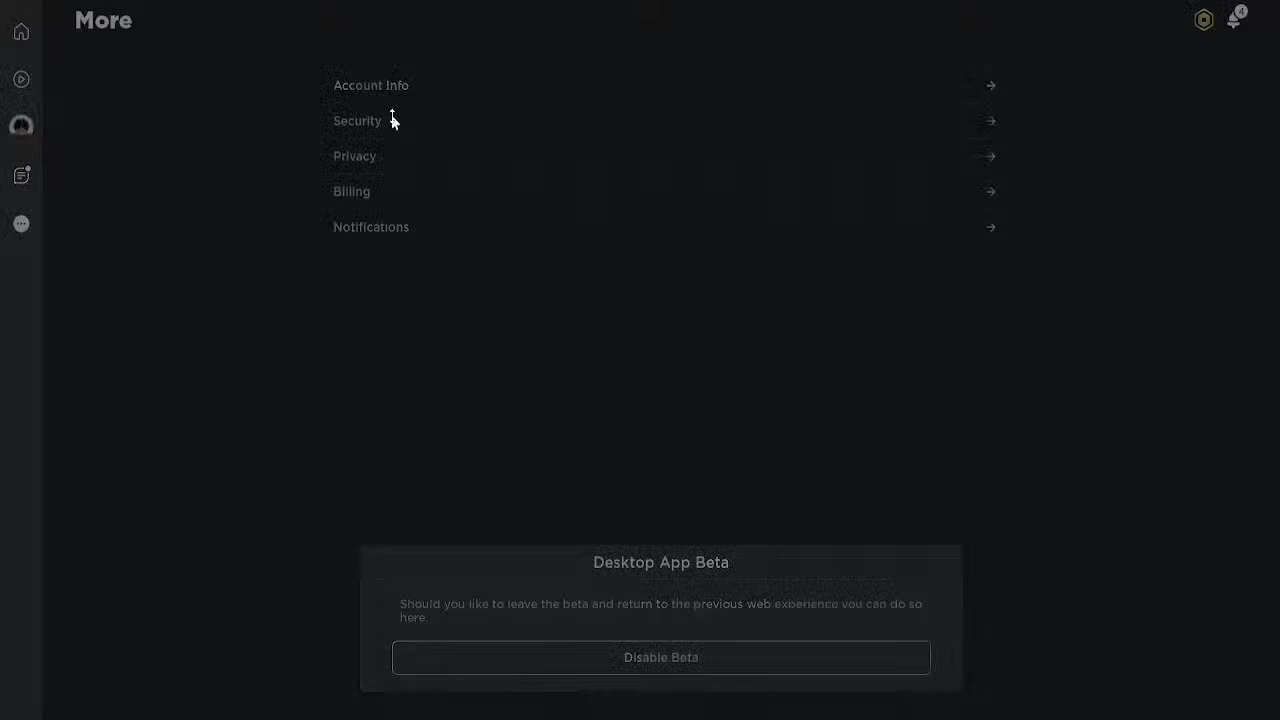 More
4
Account Info
Security
Privacy
Billing
Notifications
Desktop App Beta
Should you like to leave the beta and return to the previous web experience you can do so
here.
Disable Beta